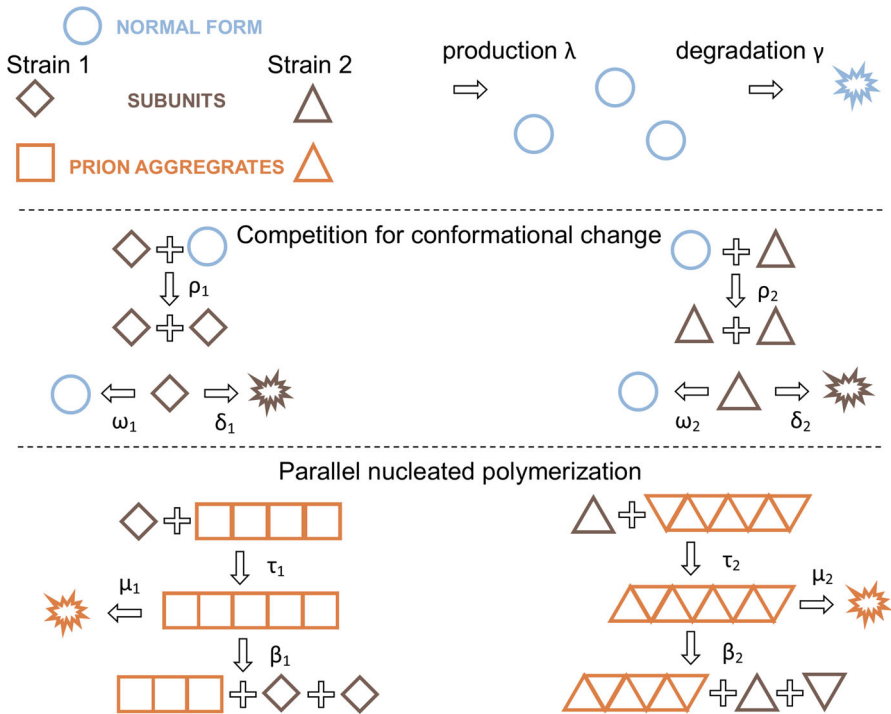 NORMAL FORM
Strain 1
Strain 2
SUBUNITS
PRION AGGREGRATES
production λ
degradation γ
Competition for conformational change
ρ1
ρ2
ω1
δ1
ω2
δ2
Parallel nucleated polymerization
τ1
τ2
μ1
μ2
β1
β2